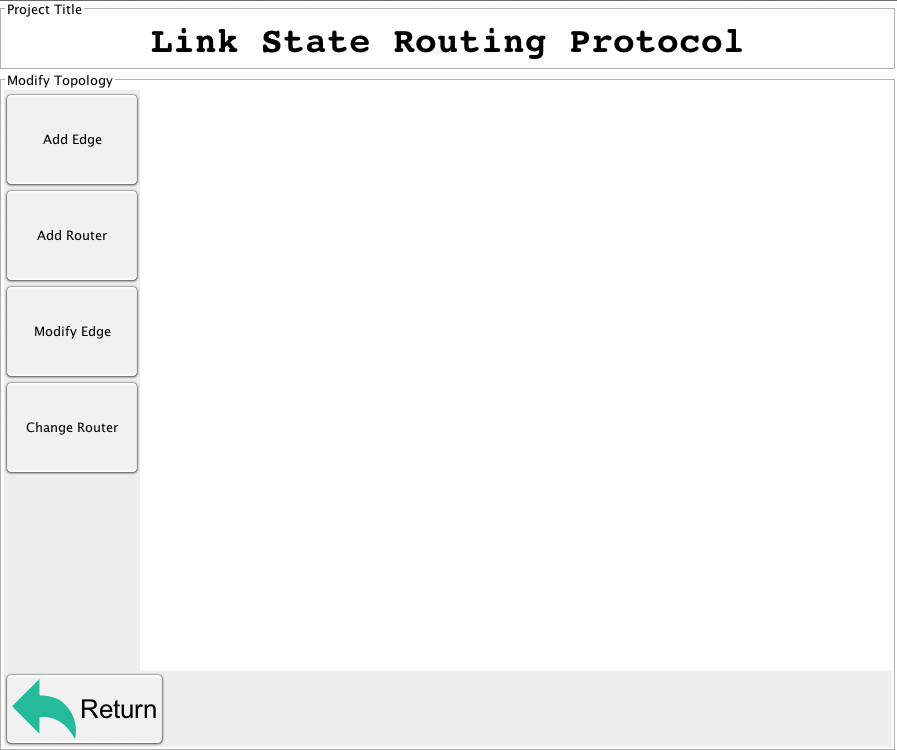 Project Title
Link State Routing Protocol
Modify Topology
Add Edge
Add Router
Modify Edge
Change Router
Return